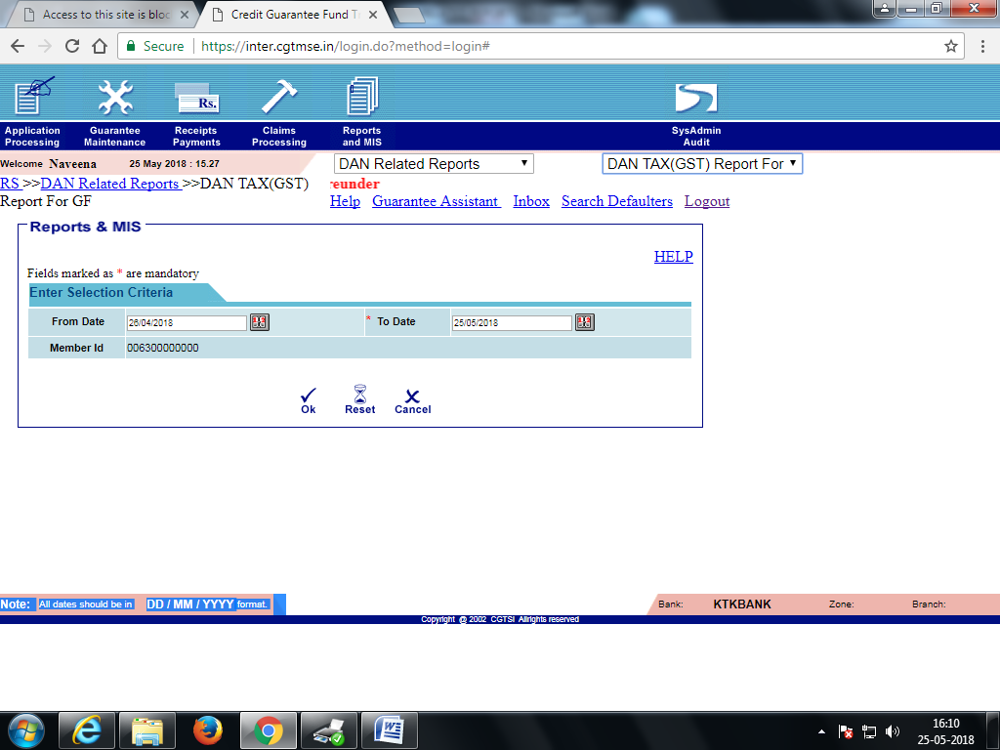 Access to this site is bloc
Credit Guarantee Fund T
Secure https://inter.cgtmse.in/login.do?method=login#
Rs.
Application Processing
Guarantee Maintenance
Receipts Payments
Claims Processing
Reports and MIS
SysAdmin Audit
Welcome Naveena 25 May 2018 : 15.27
DAN Related Reports
DAN TAX(GST) Report For
RS >>DAN Related Reports >>DAN TAX(GST)
Report For GF
reunder
Help Guarantee Assistant Inbox Search Defaulters Logout
Reports & MIS
HELP
Fields marked as * are mandatory
Enter Selection Criteria
From Date 26/04/2018 * To Date 25/05/2018
Member Id 006300000000
Ok Reset Cancel
Note: All dates should be in DD / MM / YYYY format.
Bank: KTKBANK Zone: Branch:
Copyright @ 2002 CGTSI Allrights reserved
16:10
25-05-2018